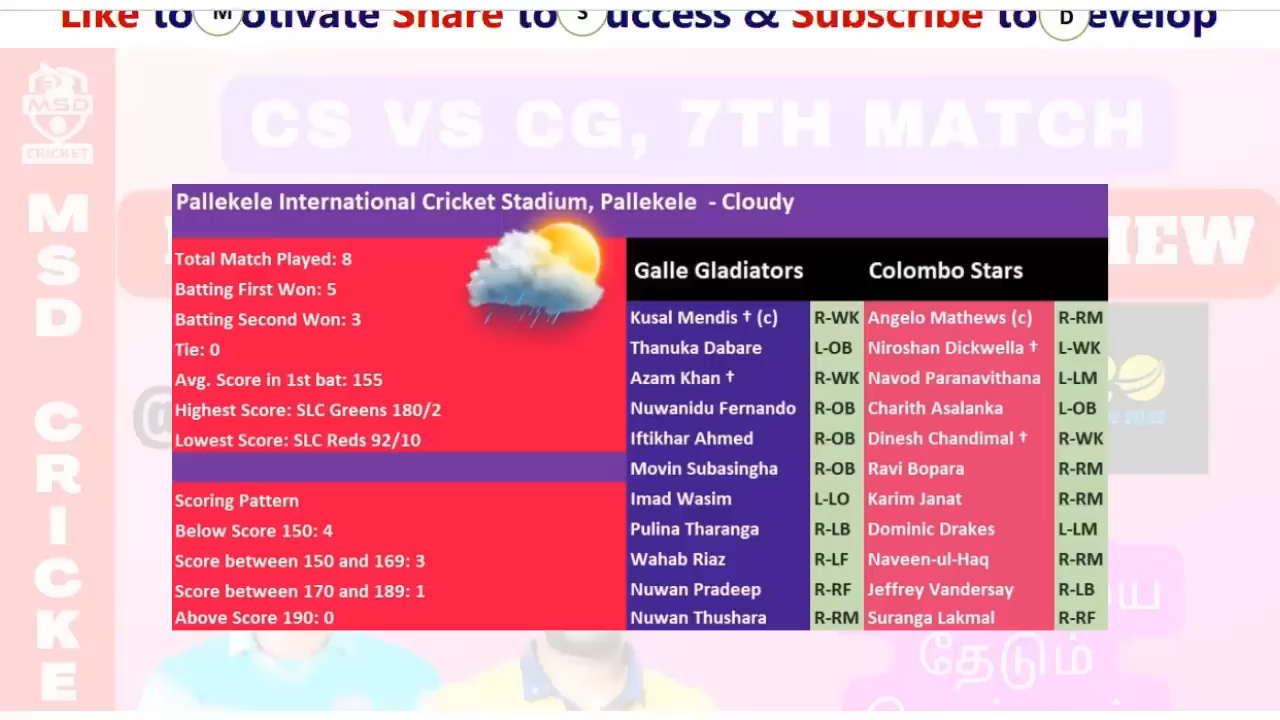 Like to Motivate Share to Success & Subscribe to Develop
MSD
CRICKET
CS VS CG, 7TH MATCH
MSD CRICKE
Pallekele International Cricket Stadium, Pallekele - Cloudy
Total Match Played: 8
Batting First Won: 5
Batting Second Won: 3
Tie: 0
Avg. Score in 1st bat: 155
Highest Score: SLC Greens 180/2
Lowest Score: SLC Reds 92/10
Scoring Pattern
Below Score 150: 4
Score between 150 and 169: 3
Score between 170 and 189: 1
Above Score 190: 0
Galle Gladiators Colombo Stars
Kusal Mendis † (c) R-WK Angelo Mathews (c) R-RM
Thanuka Dabare L-OB Niroshan Dickwella † L-WK
Azam Khan † R-WK Navod Paranavithana L-LM
Nuwanidu Fernando R-OB Charith Asalanka L-OB
Iftikhar Ahmed R-OB Dinesh Chandimal † R-WK
Movin Subasingha R-OB Ravi Bopara R-RM
Imad Wasim L-LO Karim Janat R-RM
Pulina Tharanga R-LB Dominic Drakes L-LM
Wahab Riaz R-LF Naveen-ul-Haq R-RM
Nuwan Pradeep R-RF Jeffrey Vandersay R-LB
Nuwan Thushara R-RM Suranga Lakmal R-RF
தேடும்